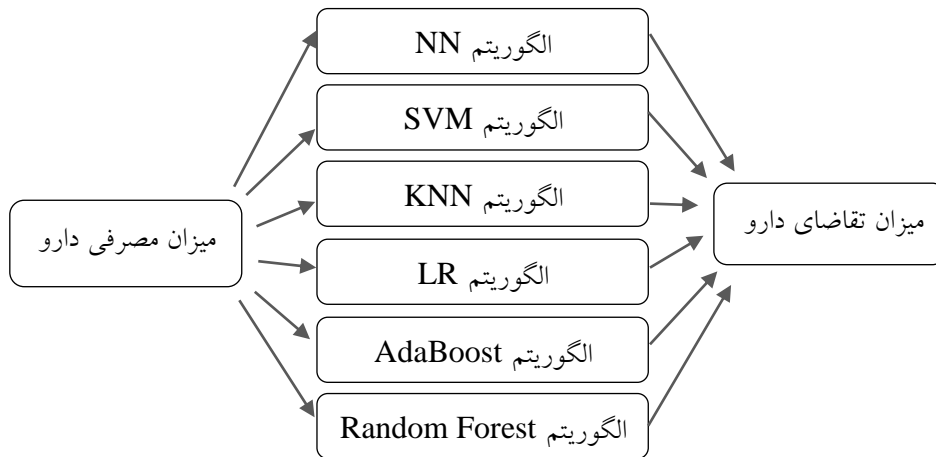 الگوریتم NN
الگوریتم SVM
الگوریتم KNN
الگوریتم LR
الگوریتم AdaBoost
الگوریتم Random Forest
میزان مصرفی دارو
میزان تقاضای دارو